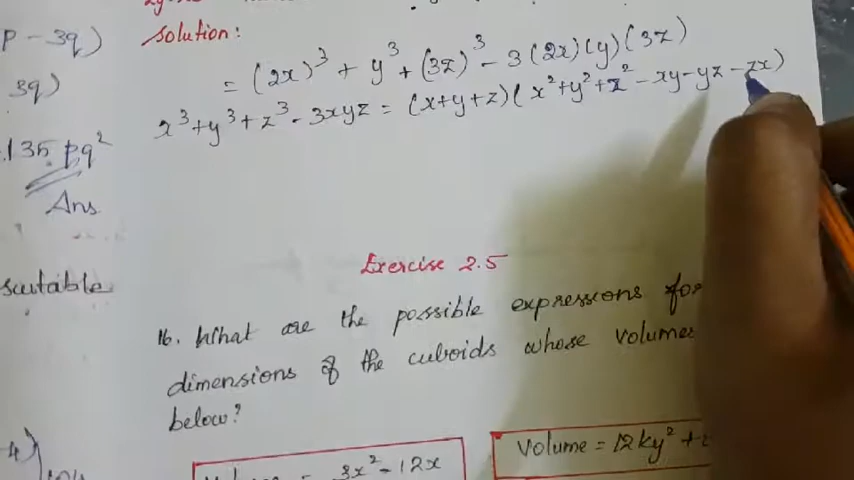 p - 3q)
3q)
135 pq²
Ans
suitable
Solution:
= (2x)³ + y³ + (3z)³ - 3(2x)(y)(3z)
x³+y³+z³ - 3xyz = (x+y+z)(x²+y²+z² - xy - yz - zx)
Exercise 2.5
16. What are the possible expressions for
dimensions of the cuboids whose volumes
below?
3x² - 12x
Volume = 12ky² +